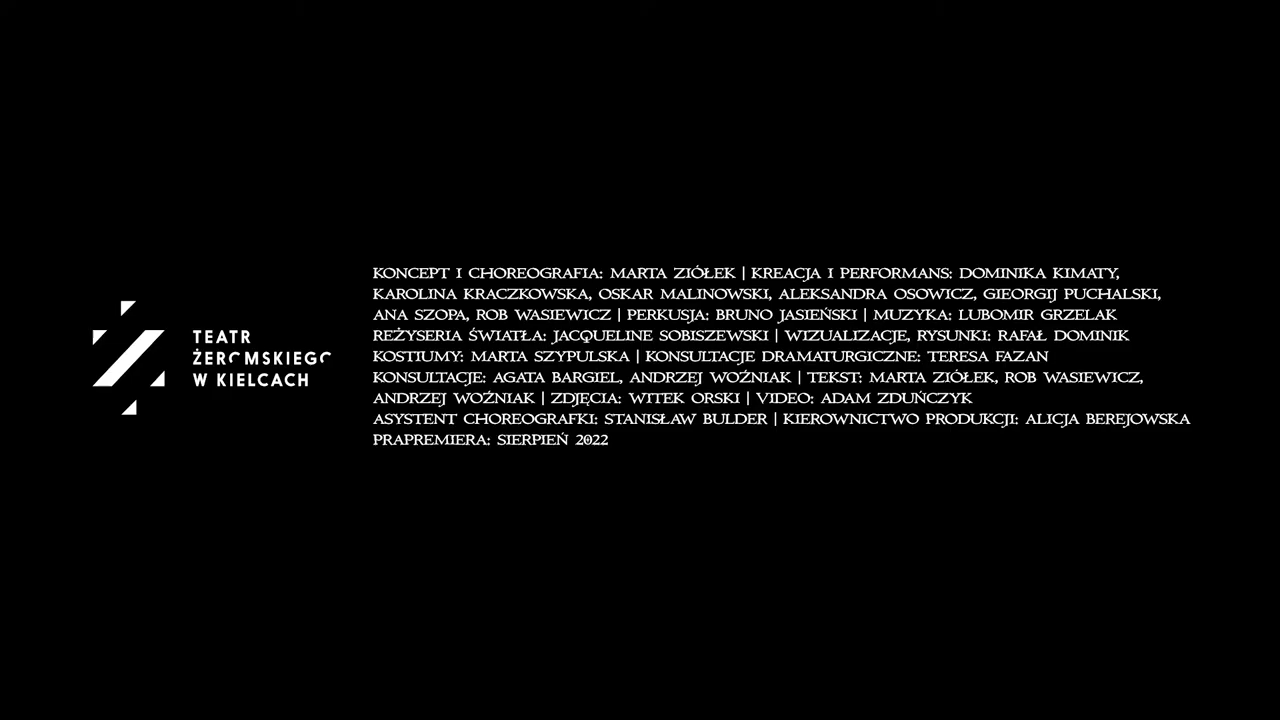 TEATR
ŻEROMSKIEGO
W KIELCACH
KONCEPT I CHOREOGRAFIA: MARTA ZIÓŁEK | KREACJA I PERFORMANS: DOMINIKA KIMATY,
KAROLINA KRACZKOWSKA, OSKAR MALINOWSKI, ALEKSANDRA OSOWICZ, GIEORGIJ PUCHALSKI,
ANA SZOPA, ROB WASIEWICZ | PERKUSJA: BRUNO JASIEŃSKI | MUZYKA: LUBOMIR GRZELAK
REŻYSERIA ŚWIATŁA: JACQUELINE SOBISZEWSKI | WIZUALIZACJE, RYSUNKI: RAFAŁ DOMINIK
KOSTIUMY: MARTA SZYPULSKA | KONSULTACJE DRAMATURGICZNE: TERESA FAZAN
KONSULTACJE: AGATA BARGIEL, ANDRZEJ WOŹNIAK | TEKST: MARTA ZIÓŁEK, ROB WASIEWICZ,
ANDRZEJ WOŹNIAK | ZDJĘCIA: WITEK ORSKI | VIDEO: ADAM ZDUŃCZYK
ASYSTENT CHOREOGRAFKI: STANISŁAW BULDER | KIEROWNICTWO PRODUKCJI: ALICJA BEREJOWSKA
PRAPREMIERA: SIERPIEŃ 2022